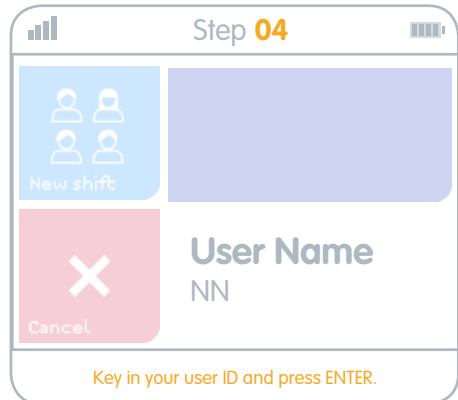 Step 04
New shift
User Name
NN
Cancel
Key in your user ID and press ENTER.